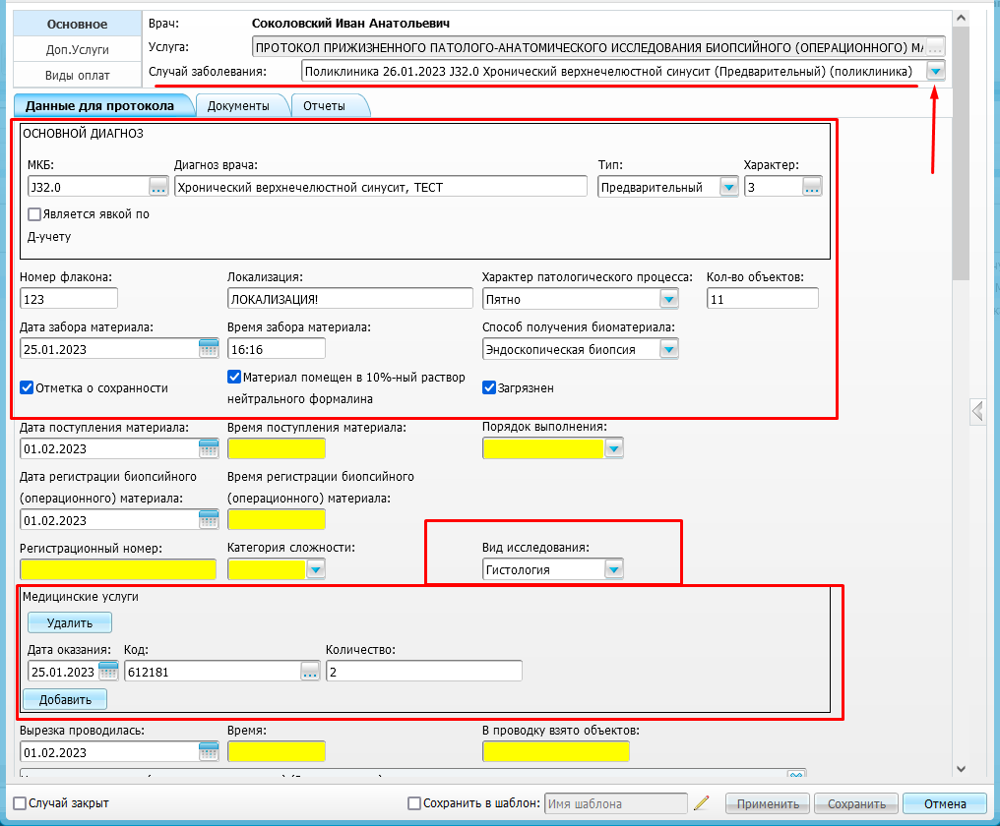 Основное
Врач: Соколовский Иван Анатольевич
Доп.Услуги
Услуга: ПРОТОКОЛ ПРИЖИЗНЕННОГО ПАТОЛОГО-АНАТОМИЧЕСКОГО ИССЛЕДОВАНИЯ БИОПСИЙНОГО (ОПЕРАЦИОННОГО) МА ...
Виды оплат
Случай заболевания: Поликлиника 26.01.2023 J32.0 Хронический верхнечелюстной синусит (Предварительный) (поликлиника)
Данные для протокола Документы Отчеты
ОСНОВНОЙ ДИАГНОЗ
МКБ: Диагноз врача: Тип: Характер:
J32.0 ... Хронический верхнечелюстной синусит, ТЕСТ Предварительный 3 ...
Является явкой по
Д-учету
Номер флакона: Локализация: Характер патологического процесса: Кол-во объектов:
123 ЛОКАЛИЗАЦИЯ! Пятно 11
Дата забора материала: Время забора материала: Способ получения биоматериала:
25.01.2023 16:16 Эндоскопическая биопсия
Отметка о сохранности Материал помещен в 10%-ный раствор Загрязнен
нейтрального формалина
Дата поступления материала: Время поступления материала: Порядок выполнения:
01.02.2023
Дата регистрации биопсийного Время регистрации биопсийного
(операционного) материала: (операционного) материала:
01.02.2023
Регистрационный номер: Категория сложности: Вид исследования:
Гистология
Медицинские услуги
Удалить
Дата оказания: Код: Количество:
25.01.2023 612181 ... 2
Добавить
Вырезка проводилась: Время: В проводку взято объектов:
01.02.2023
Случай закрыт Сохранить в шаблон: Имя шаблона Применить Сохранить Отмена